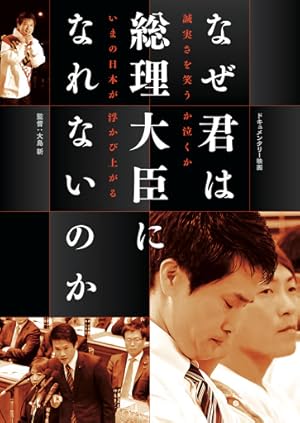 なぜ君は
総理大臣に
なれないのか
誠実さを笑うか泣くか
いまの日本が浮かび上がる
ドキュメンタリー映画
監督：大島 新